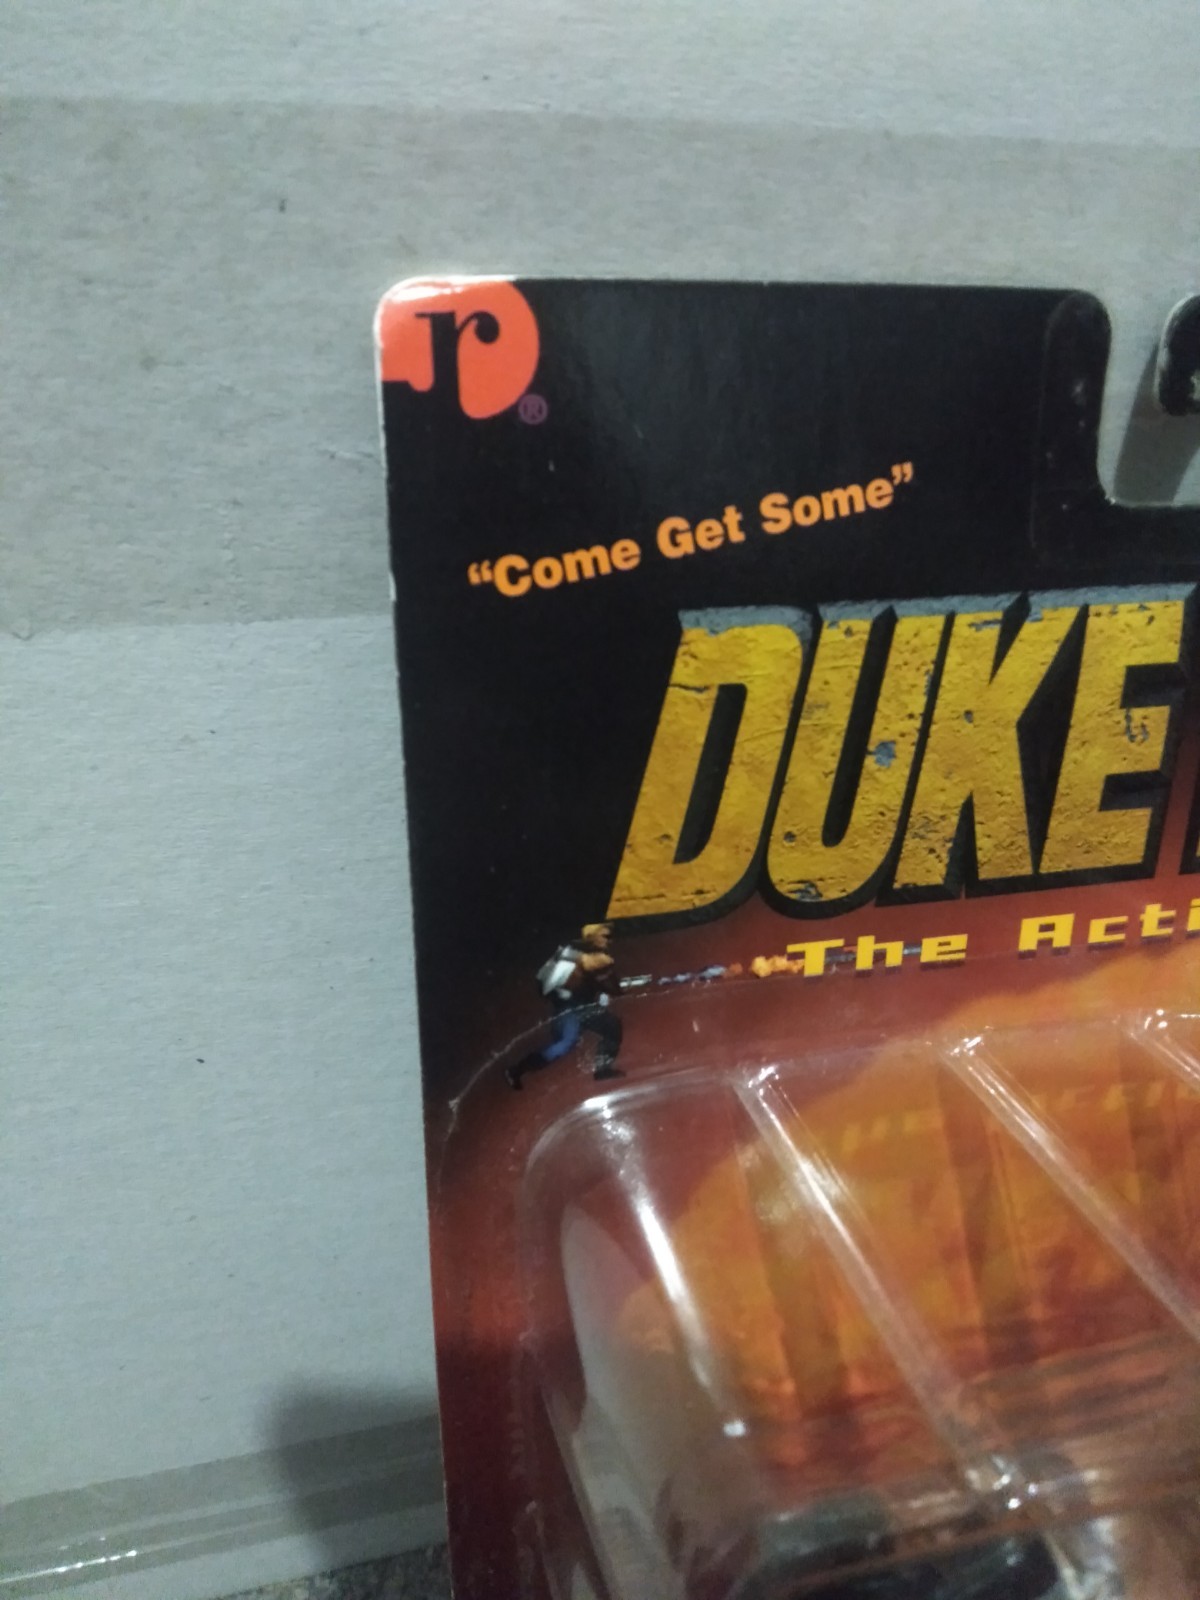 r®
“Come Get Some”
DUKE
The Acti